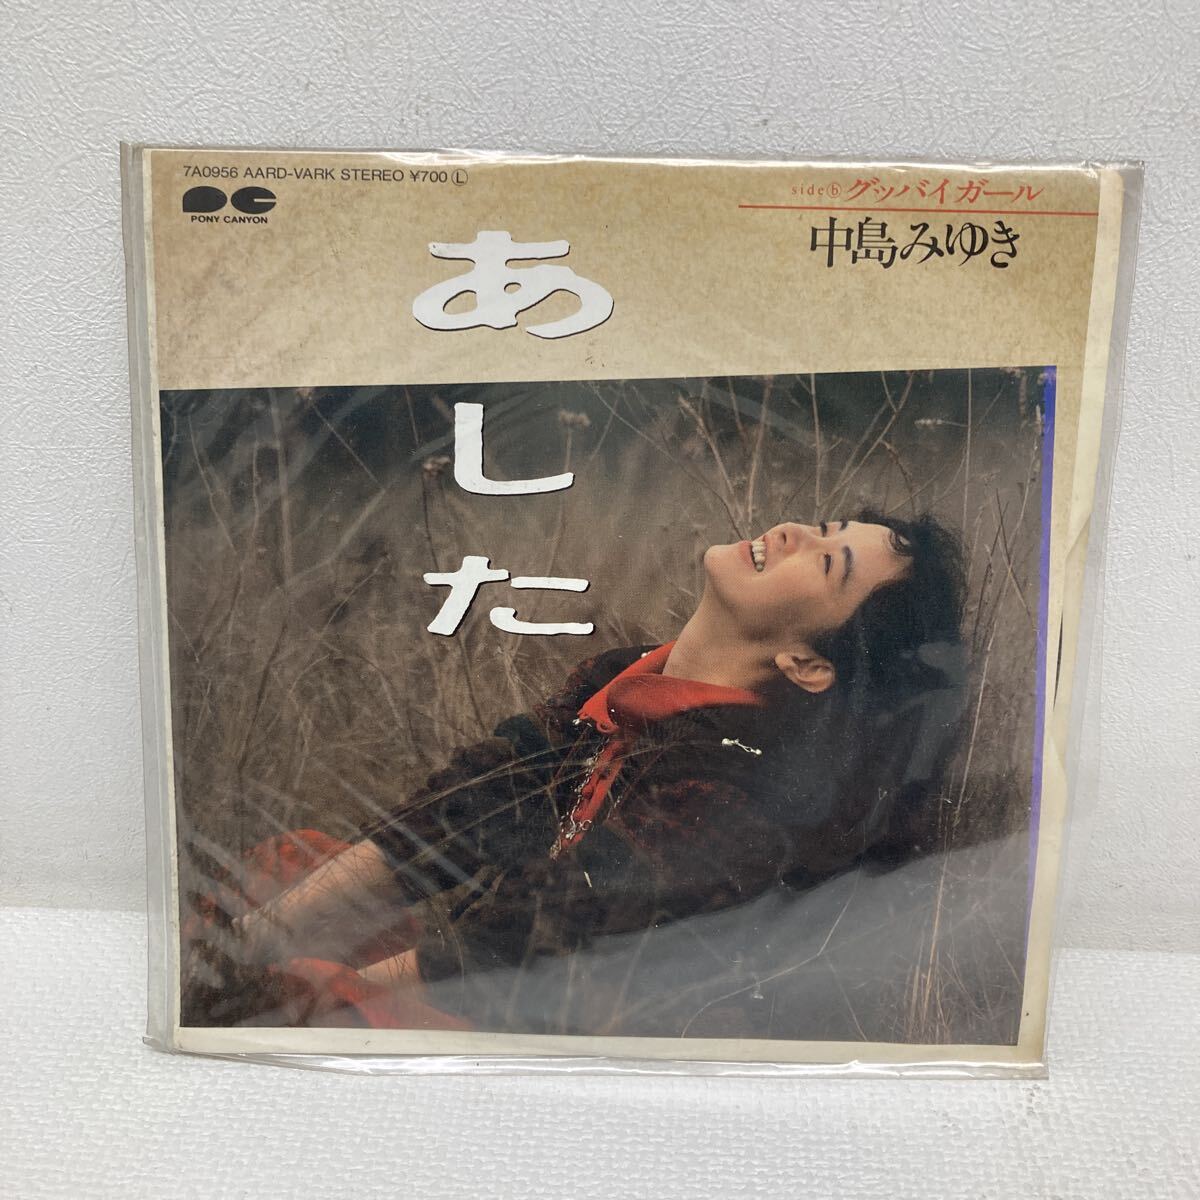 7A0956 AARD-VARK STEREO ¥700 Ⓛ
PONY CANYON
side ⓑ グッバイガール
中島みゆき
あした